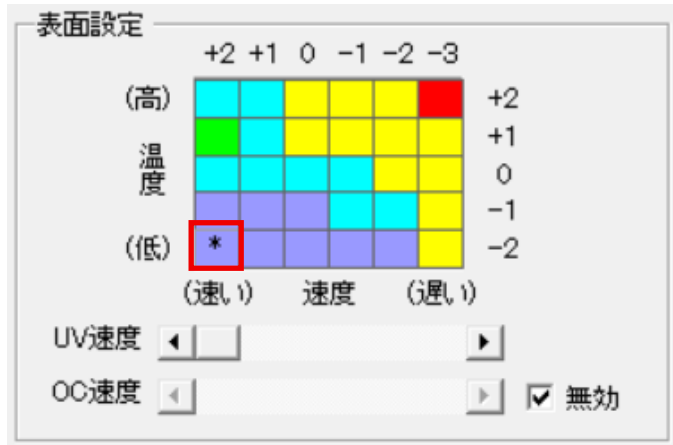 表面設定
+2 +1 0 -1 -2 -3
(高) +2
+1
温度 0
-1
(低) * -2
(速い) 速度 (遅い)
UV速度
OC速度 無効